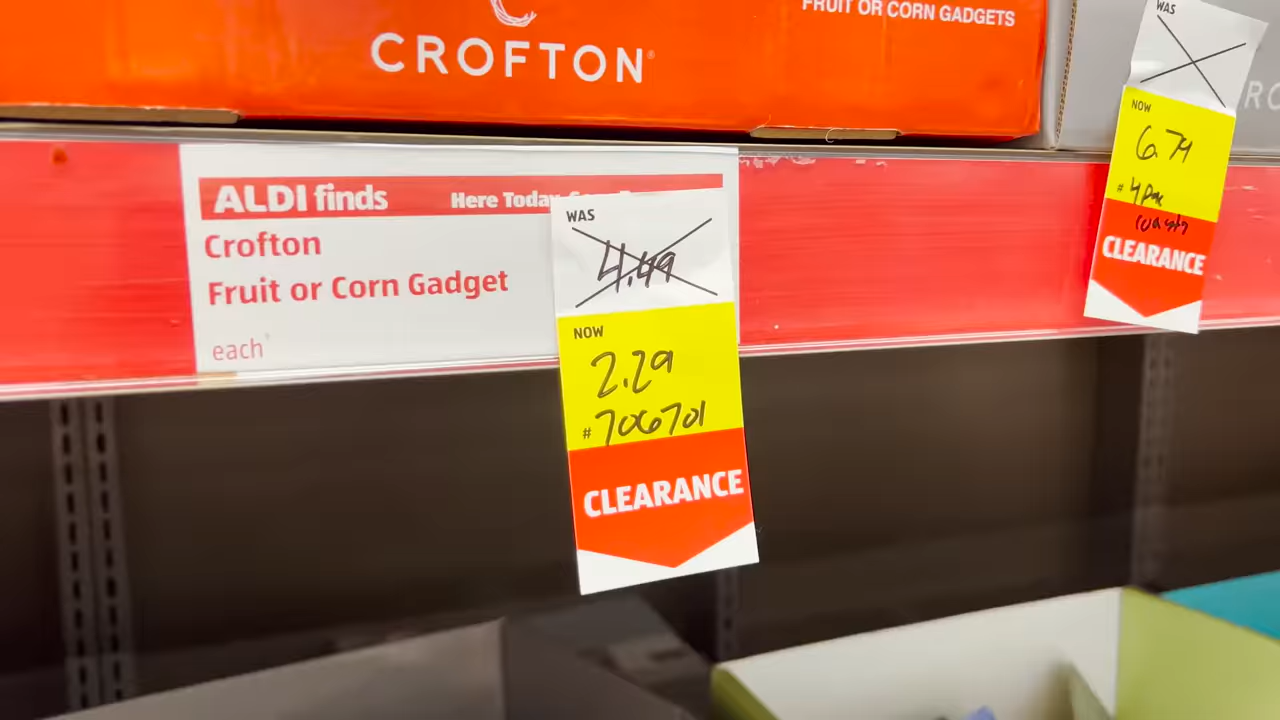 FRUIT OR CORN GADGETS
CROFTON
ALDI finds
Here Today
Crofton
Fruit or Corn Gadget
each
WAS
4.49
NOW
2.29
#706701
CLEARANCE
WAS
NOW
6.74
# 4pac
CLEARANCE